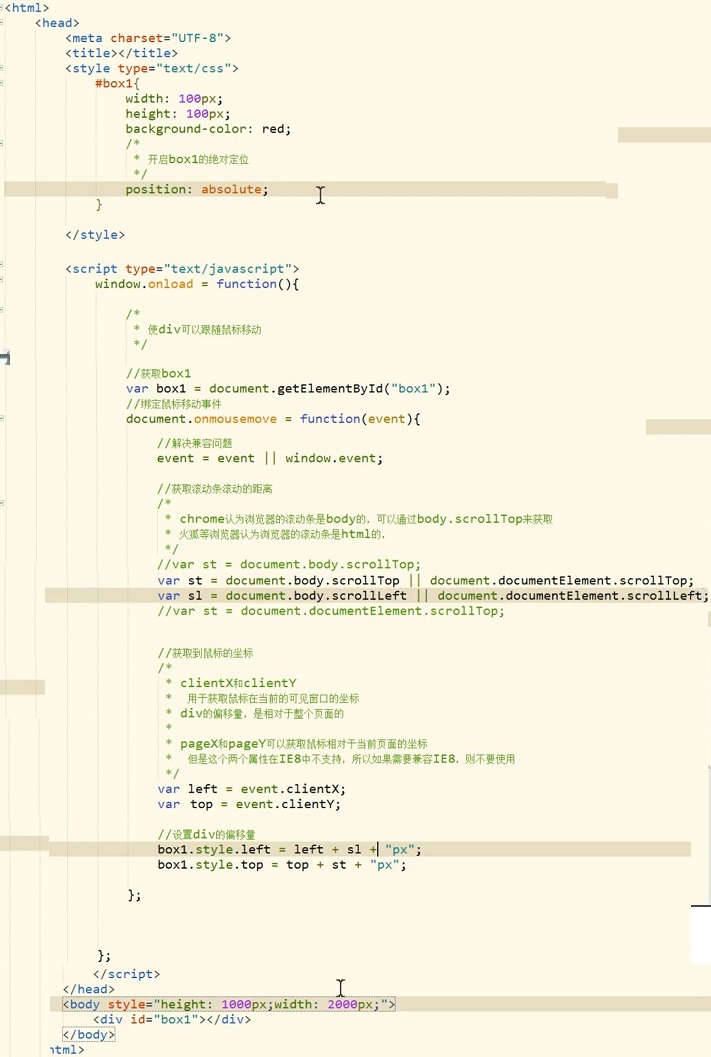 <html>
<head>
<meta charset="UTF-8">
<title></title>
<style type="text/css">
#box1{
width: 100px;
height: 100px;
background-color: red;
/*
* 开启box1的绝对定位
*/
position: absolute;
}
</style>
<script type="text/javascript">
window.onload = function(){
/*
* 使div可以跟随鼠标移动
*/
//获取box1
var box1 = document.getElementById("box1");
//绑定鼠标移动事件
document.onmousemove = function(event){
//解决兼容问题
event = event || window.event;
//获取滚动条滚动的距离
/*
* chrome认为浏览器的滚动条是body的，可以通过body.scrollTop来获取
* 火狐等浏览器认为浏览器的滚动条是html的，
*/
//var st = document.body.scrollTop;
var st = document.body.scrollTop || document.documentElement.scrollTop;
var sl = document.body.scrollLeft || document.documentElement.scrollLeft;
//var st = document.documentElement.scrollTop;
//获取到鼠标的坐标
/*
* clientX和clientY
* 用于获取鼠标在当前的可见窗口的坐标
* div的偏移量，是相对于整个页面的
*
* pageX和pageY可以获取鼠标相对于当前页面的坐标
* 但是这个两个属性在IE8中不支持，所以如果需要兼容IE8，则不要使用
*/
var left = event.clientX;
var top = event.clientY;
//设置div的偏移量
box1.style.left = left + sl + "px";
box1.style.top = top + st + "px";
};
};
</script>
</head>
<body style="height: 1000px;width: 2000px;">
<div id="box1"></div>
</body>
html>